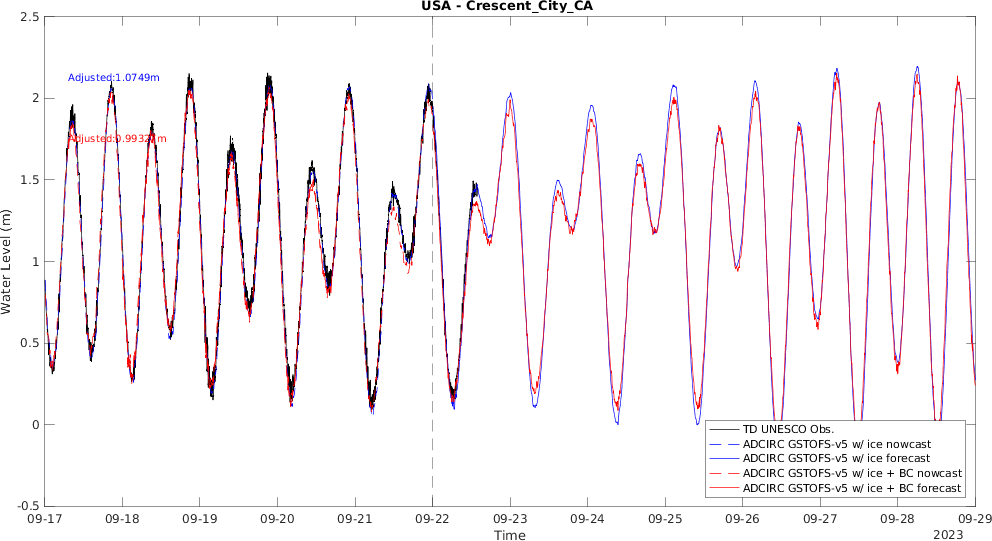 USA - Crescent_City_CA
2.5
2
1.5
1
0.5
0
-0.5
Water Level (m)
Adjusted:1.0749m
TD UNESCO Obs.
ADCIRC GSTOFS-v5 w/ ice nowcast
ADCIRC GSTOFS-v5 w/ ice forecast
ADCIRC GSTOFS-v5 w/ ice + BC nowcast
ADCIRC GSTOFS-v5 w/ ice + BC forecast
09-17 09-18 09-19 09-20 09-21 09-22 09-23 09-24 09-25 09-26 09-27 09-28 09-29
Time
2023